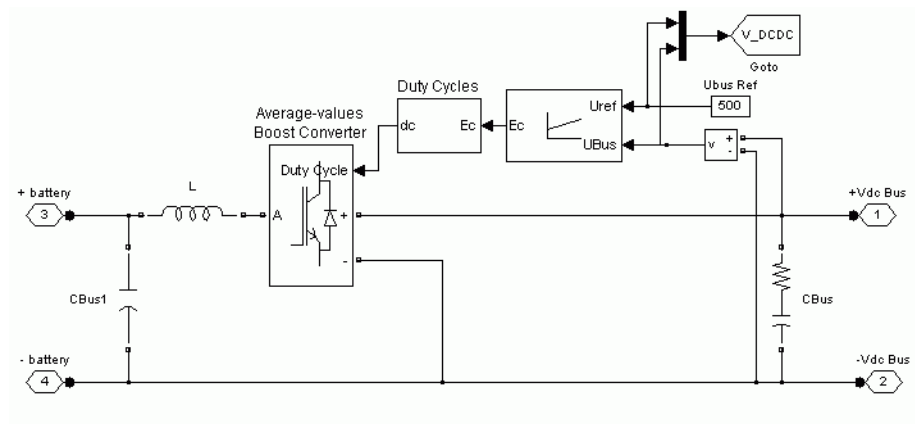 V_DCDC
Goto
Duty Cycles
Ubus Ref
Average-values
Boost Converter
Uref
500
dc
Ec
Ec
UBus
v
+
-
Duty Cycle
L
+ battery
+Vdc Bus
3
A
+
1
-
CBus1
CBus
- battery
-Vdc Bus
4
2